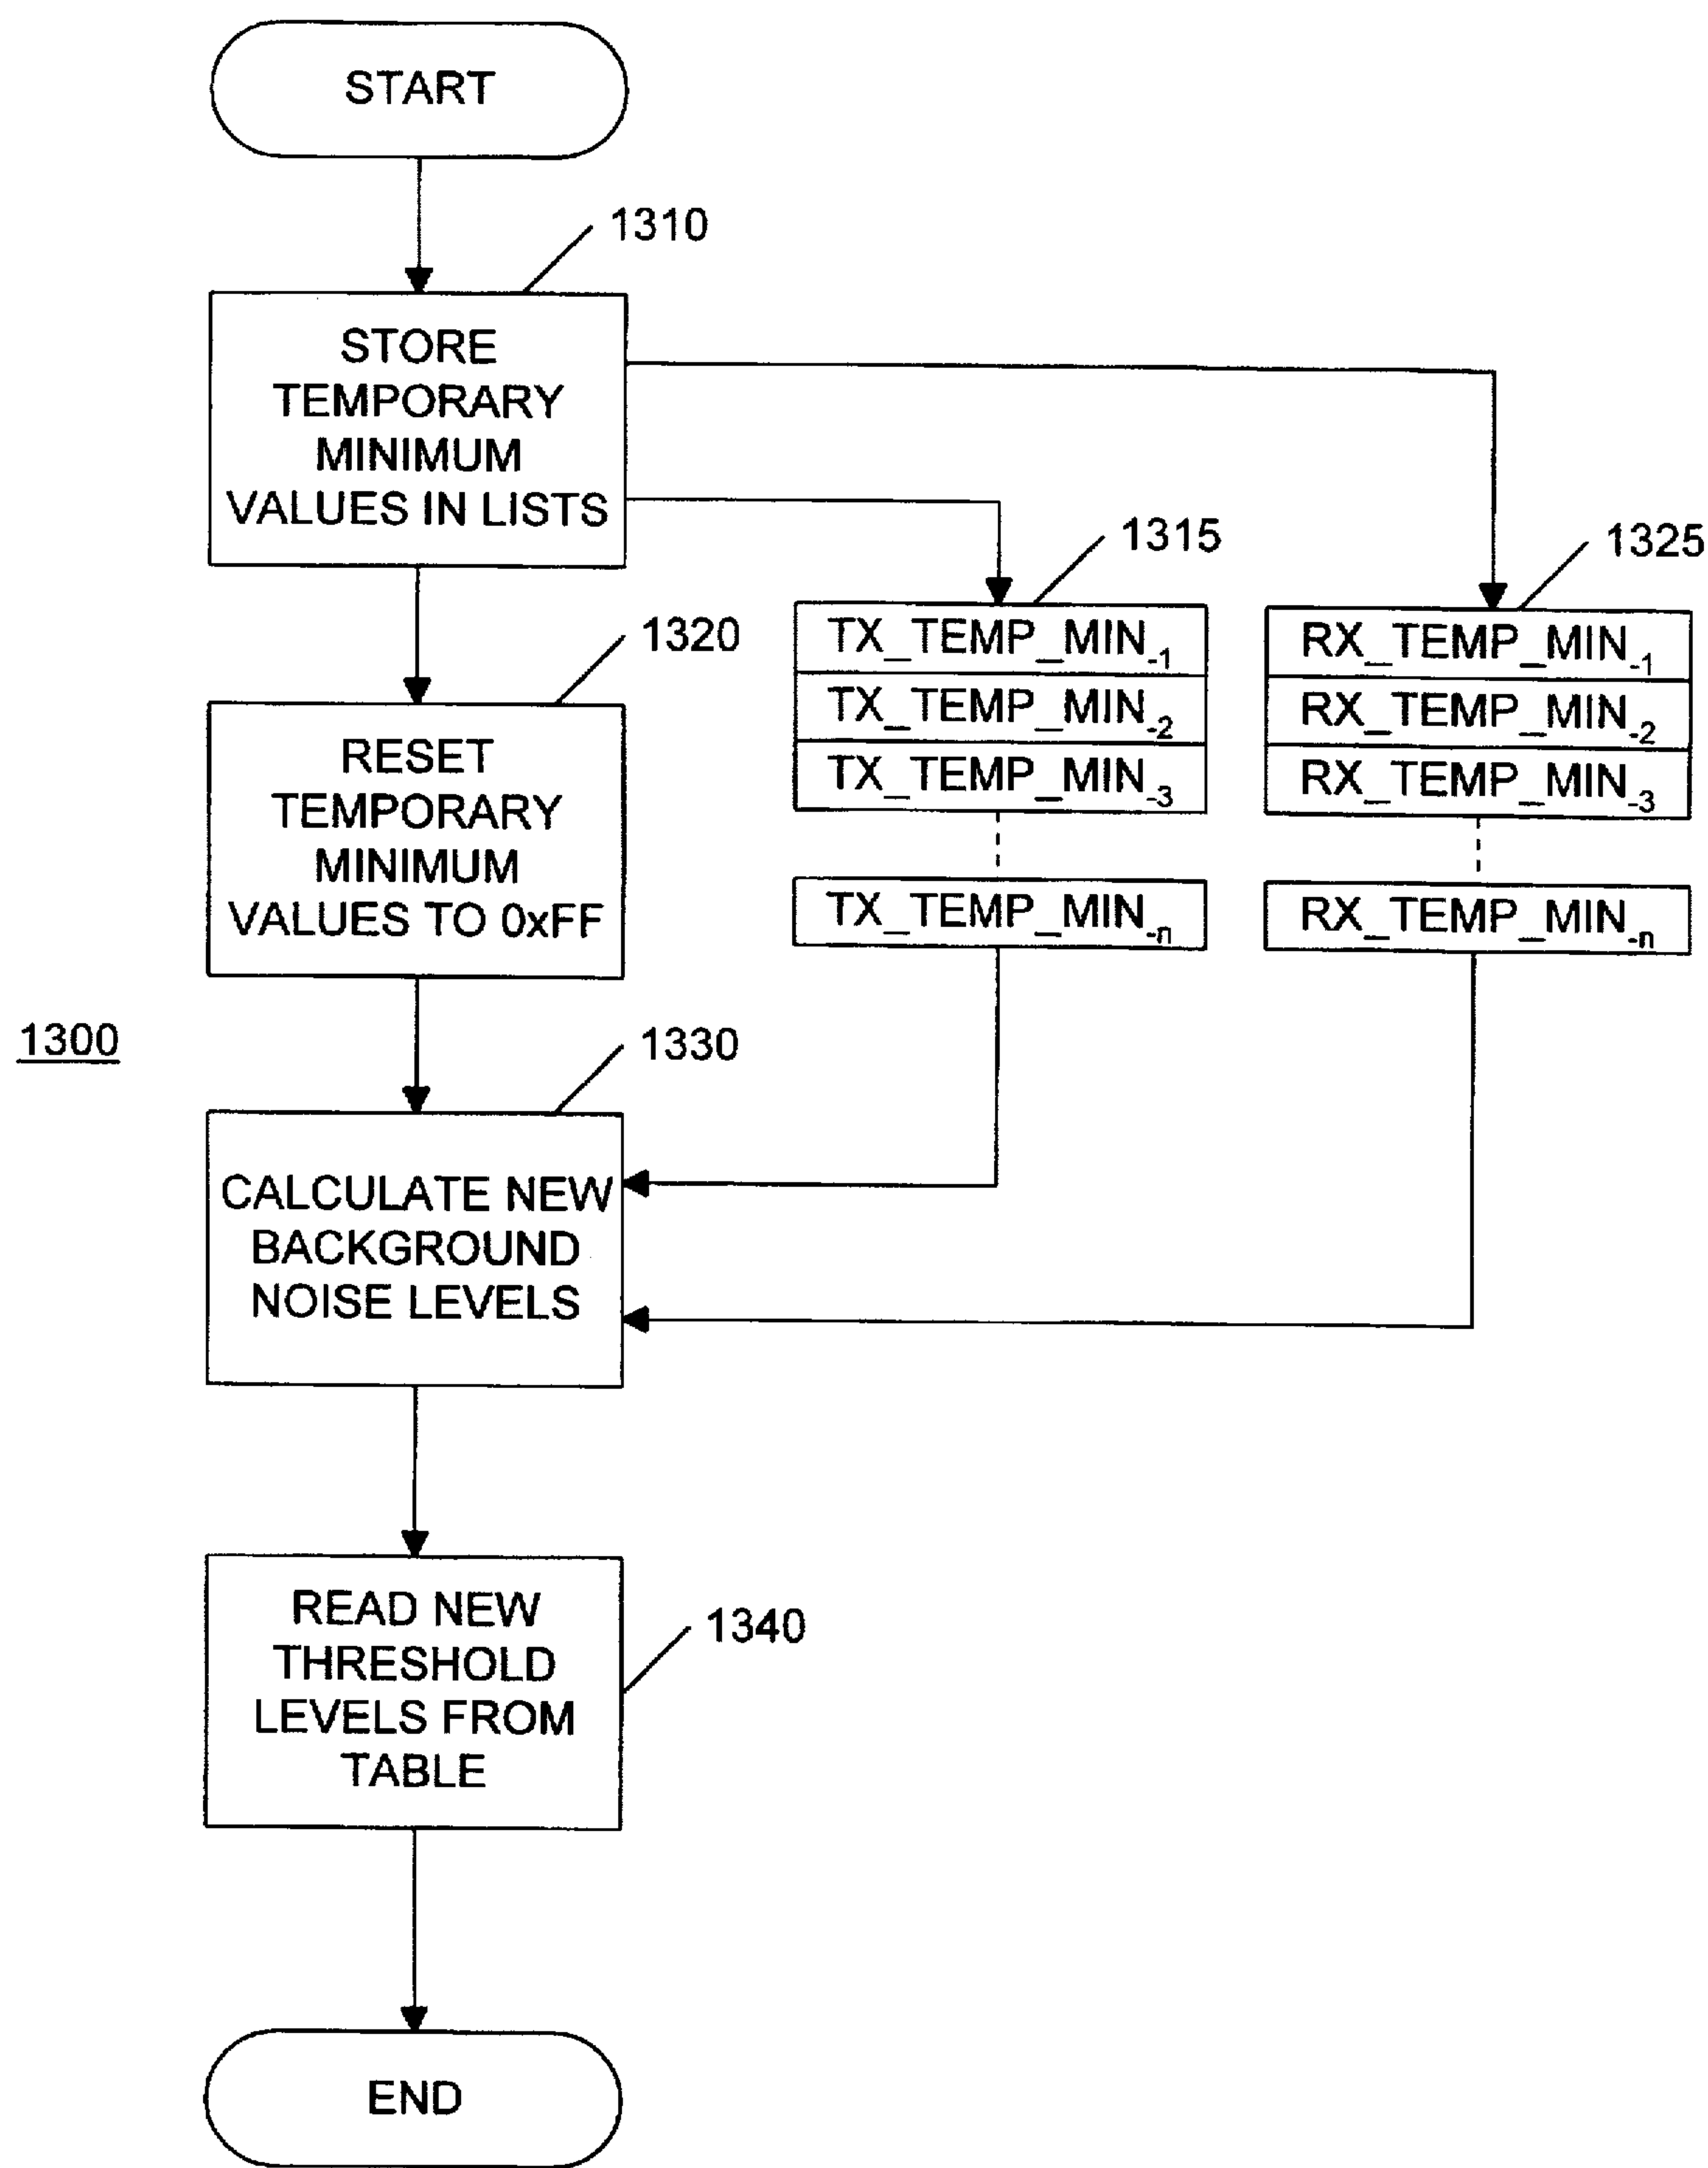 START
1310
STORE
TEMPORARY
MINIMUM
VALUES IN LISTS
1315
1325
1320
TX_TEMP_MIN-1
TX_TEMP_MIN-2
TX_TEMP_MIN-3
TX_TEMP_MIN-n
RX_TEMP_MIN-1
RX_TEMP_MIN-2
RX_TEMP_MIN-3
RX_TEMP_MIN-n
RESET
TEMPORARY
MINIMUM
VALUES TO 0xFF
1300
1330
CALCULATE NEW
BACKGROUND
NOISE LEVELS
READ NEW
THRESHOLD
LEVELS FROM
TABLE
1340
END